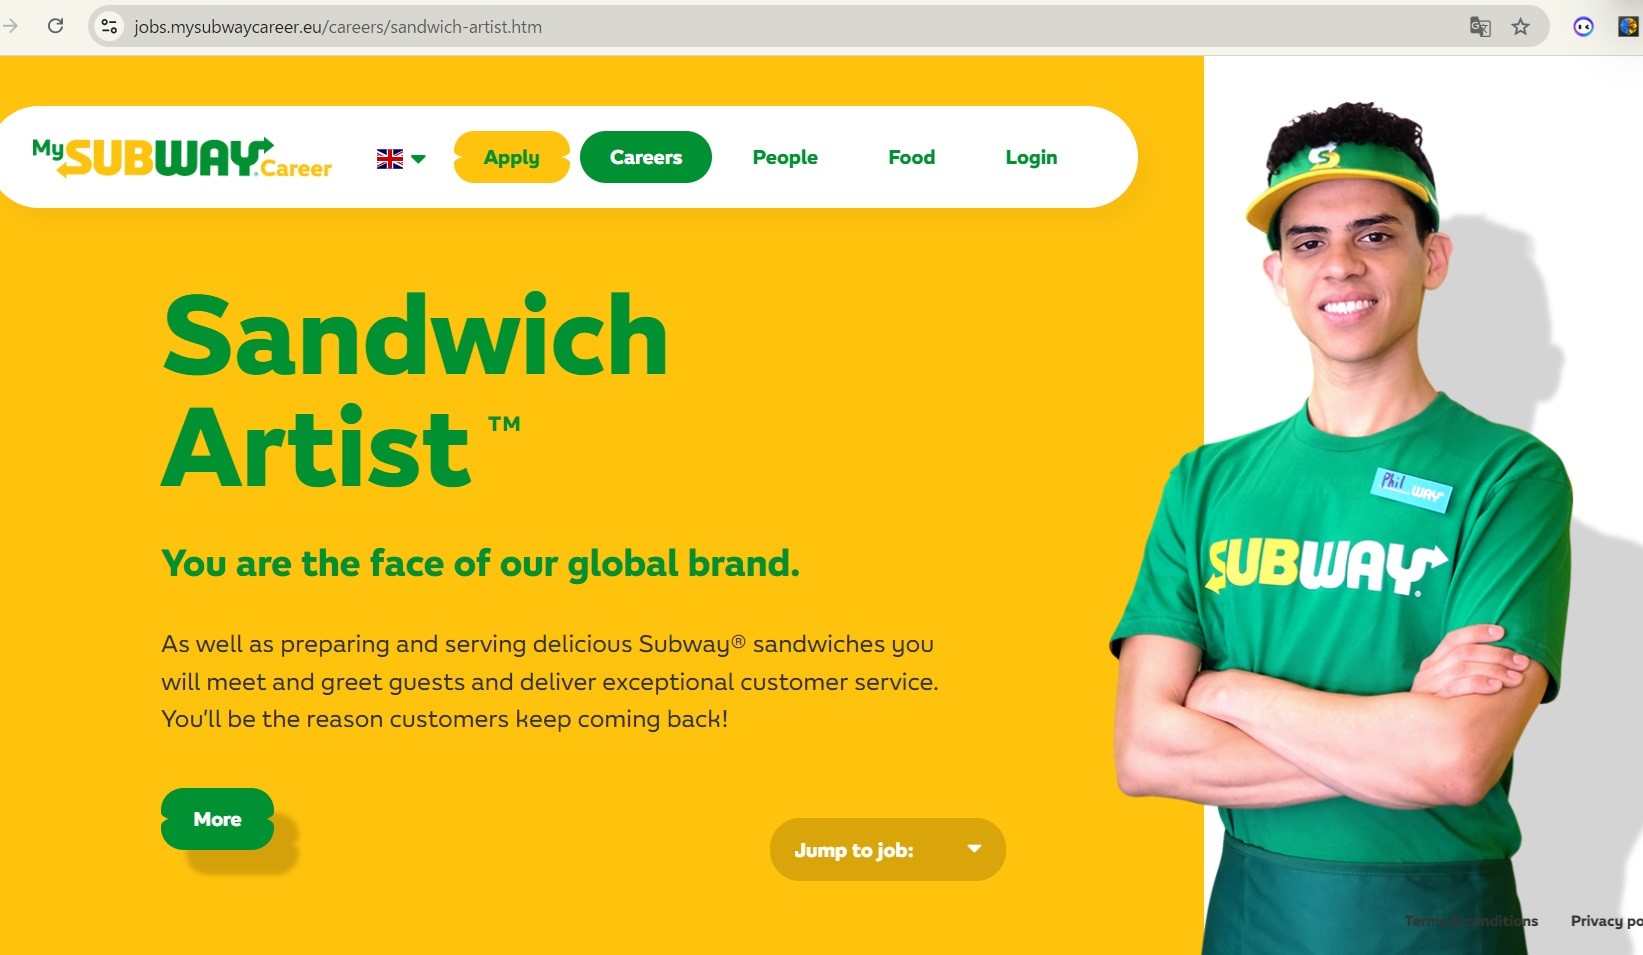 jobs.mysubwaycareer.eu/careers/sandwich-artist.htm
My SUBWAY Career
Apply
Careers
People
Food
Login
Sandwich
Artist ™
You are the face of our global brand.
As well as preparing and serving delicious Subway® sandwiches you
will meet and greet guests and deliver exceptional customer service.
You'll be the reason customers keep coming back!
More
Jump to job:
Phil
WAY
SUBWAY®
Terms & conditions
Privacy po